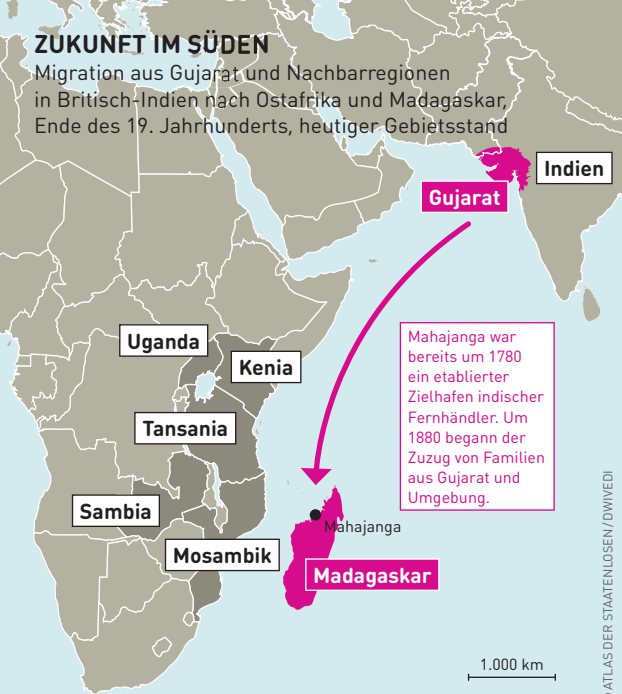 ZUKUNFT IM SÜDEN
Migration aus Gujarat und Nachbarregionen
in Britisch-Indien nach Ostafrika und Madagaskar,
Ende des 19. Jahrhunderts, heutiger Gebietsstand
Indien
Gujarat
Uganda
Kenia
Mahajanga war
bereits um 1780
ein etablierter
Zielhafen indischer
Fernhändler. Um
1880 begann der
Zuzug von Familien
aus Gujarat und
Umgebung.
Tansania
Sambia
Mahajanga
Mosambik
Madagaskar
1.000 km
ATLAS DER STAATENLOSEN / DWIVEDI